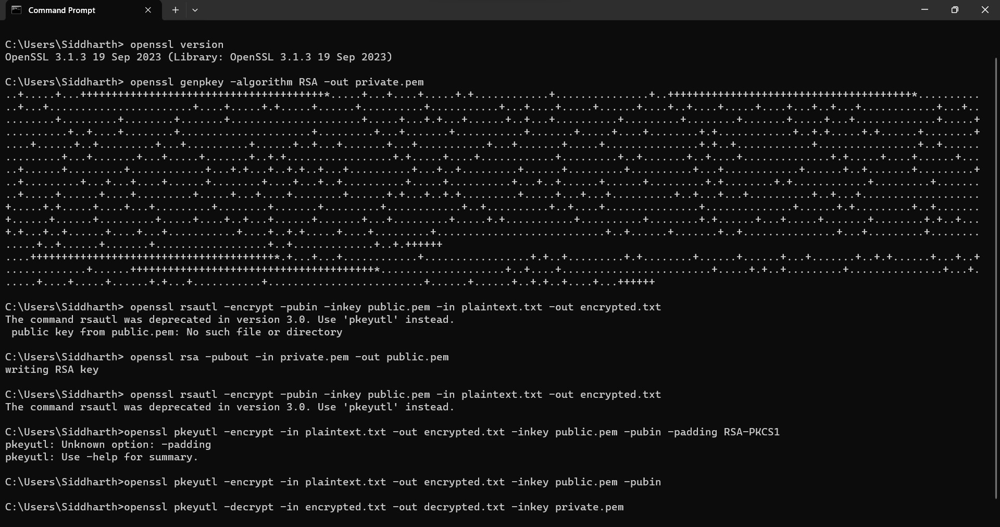 Command Prompt
C:\Users\Siddharth> openssl version
OpenSSL 3.1.3 19 Sep 2023 (Library: OpenSSL 3.1.3 19 Sep 2023)
C:\Users\Siddharth> openssl genpkey -algorithm RSA -out private.pem
C:\Users\Siddharth> openssl rsautl -encrypt -pubin -inkey public.pem -in plaintext.txt -out encrypted.txt
The command rsautl was deprecated in version 3.0. Use 'pkeyutl' instead.
 public key from public.pem: No such file or directory
C:\Users\Siddharth> openssl rsa -pubout -in private.pem -out public.pem
writing RSA key
C:\Users\Siddharth> openssl rsautl -encrypt -pubin -inkey public.pem -in plaintext.txt -out encrypted.txt
The command rsautl was deprecated in version 3.0. Use 'pkeyutl' instead.
C:\Users\Siddharth>openssl pkeyutl -encrypt -in plaintext.txt -out encrypted.txt -inkey public.pem -pubin -padding RSA-PKCS1
pkeyutl: Unknown option: -padding
pkeyutl: Use -help for summary.
C:\Users\Siddharth>openssl pkeyutl -encrypt -in plaintext.txt -out encrypted.txt -inkey public.pem -pubin
C:\Users\Siddharth>openssl pkeyutl -decrypt -in encrypted.txt -out decrypted.txt -inkey private.pem